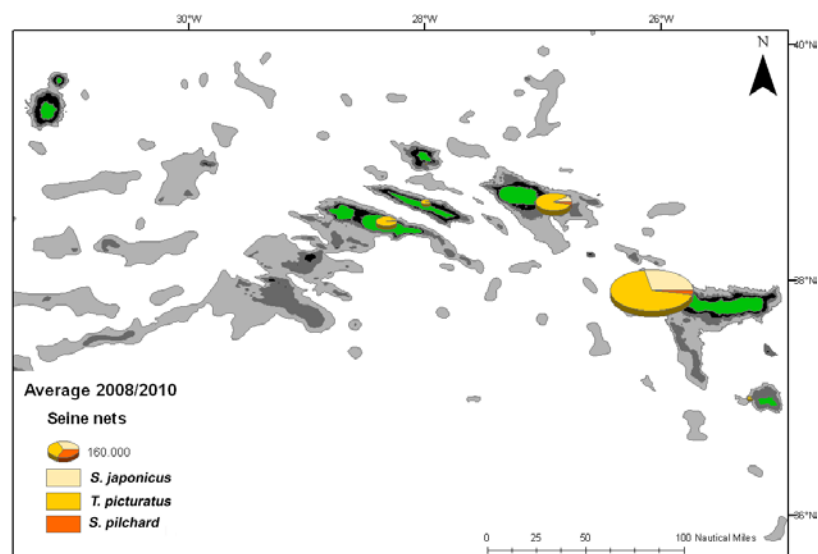 30°W 28°W 26°W
40°N
N
38°N
Average 2008/2010
Seine nets
160.000
S. japonicus
T. picturatus
S. pilchard
36°N
0 25 50 100 Nautical Miles